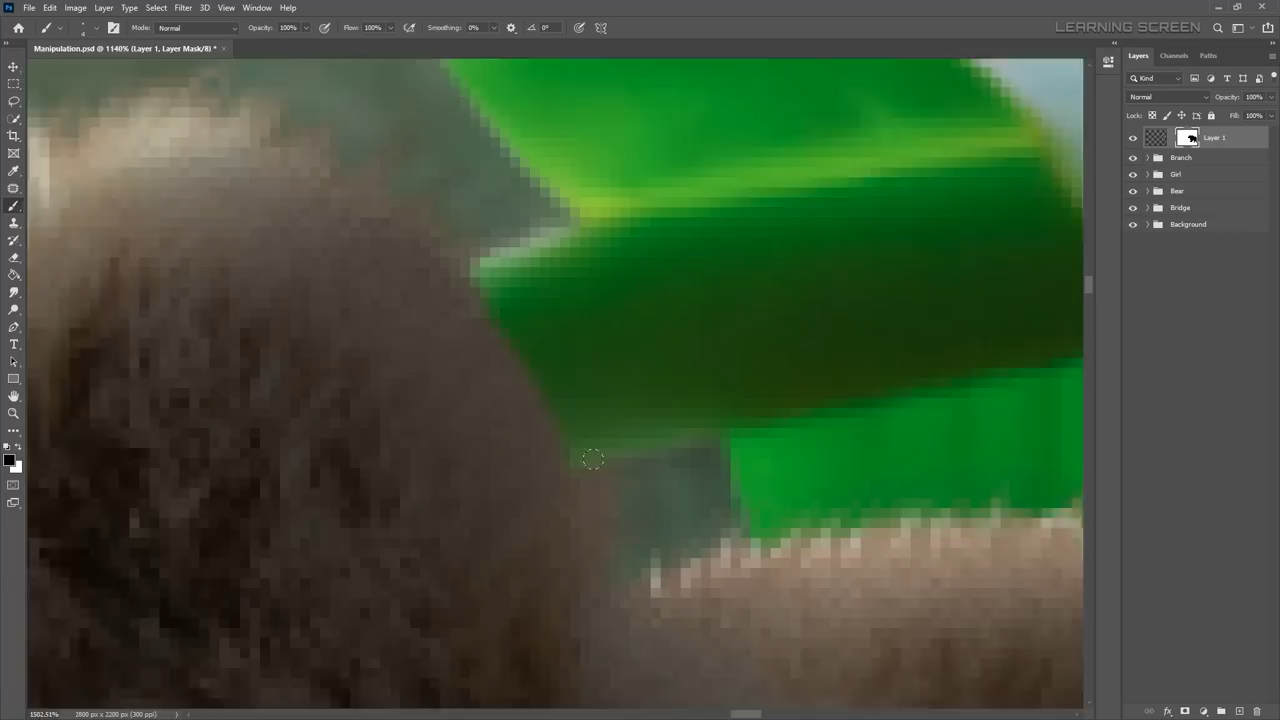 File Edit Image Layer Type Select Filter 3D View Window Help
Mode: Normal Opacity: 100% Flow: 100% Smoothing: 0% 0°
LEARNING SCREEN
Manipulation.psd @ 1140% (Layer 1, Layer Mask/8) *
Layers Channels Paths
Kind
Normal Opacity: 100%
Lock: Fill: 100%
Layer 1
Branch
Girl
Bear
Bridge
Background
1502.51% 2800 px x 2200 px (300 ppi)